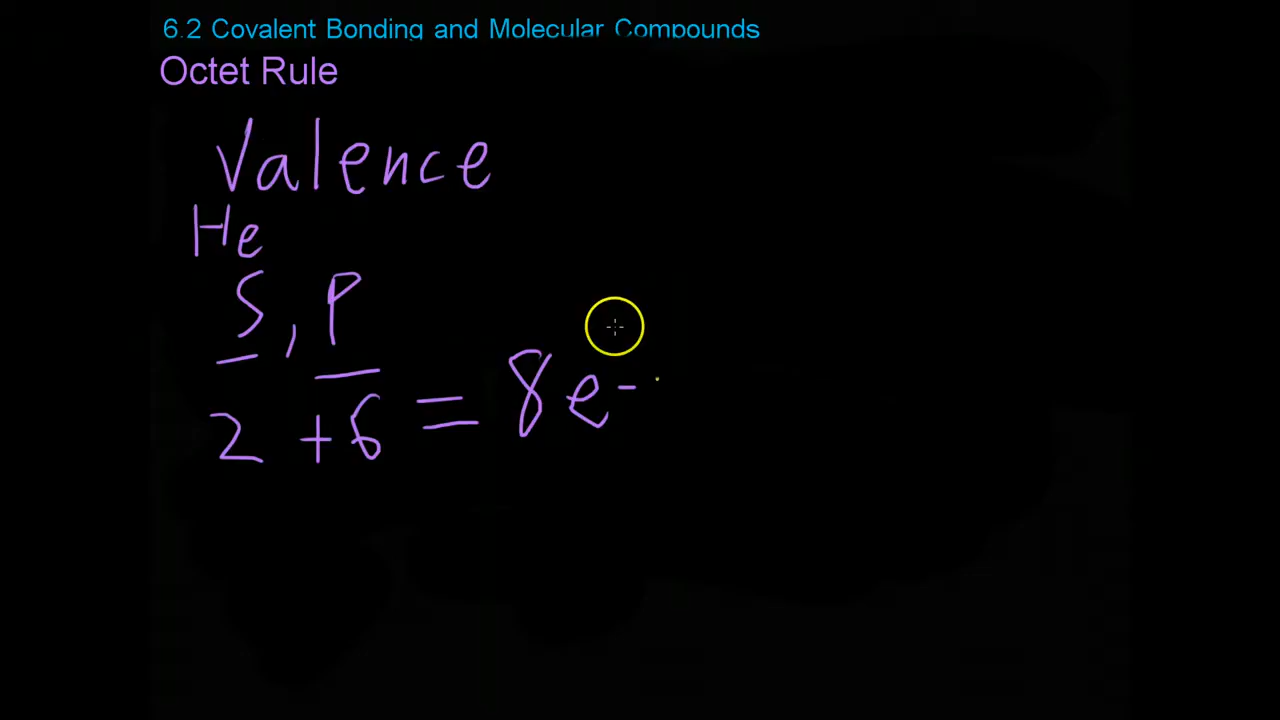 6.2 Covalent Bonding and Molecular Compounds
Octet Rule
Valence
He
S, P
2 + 6 = 8e-